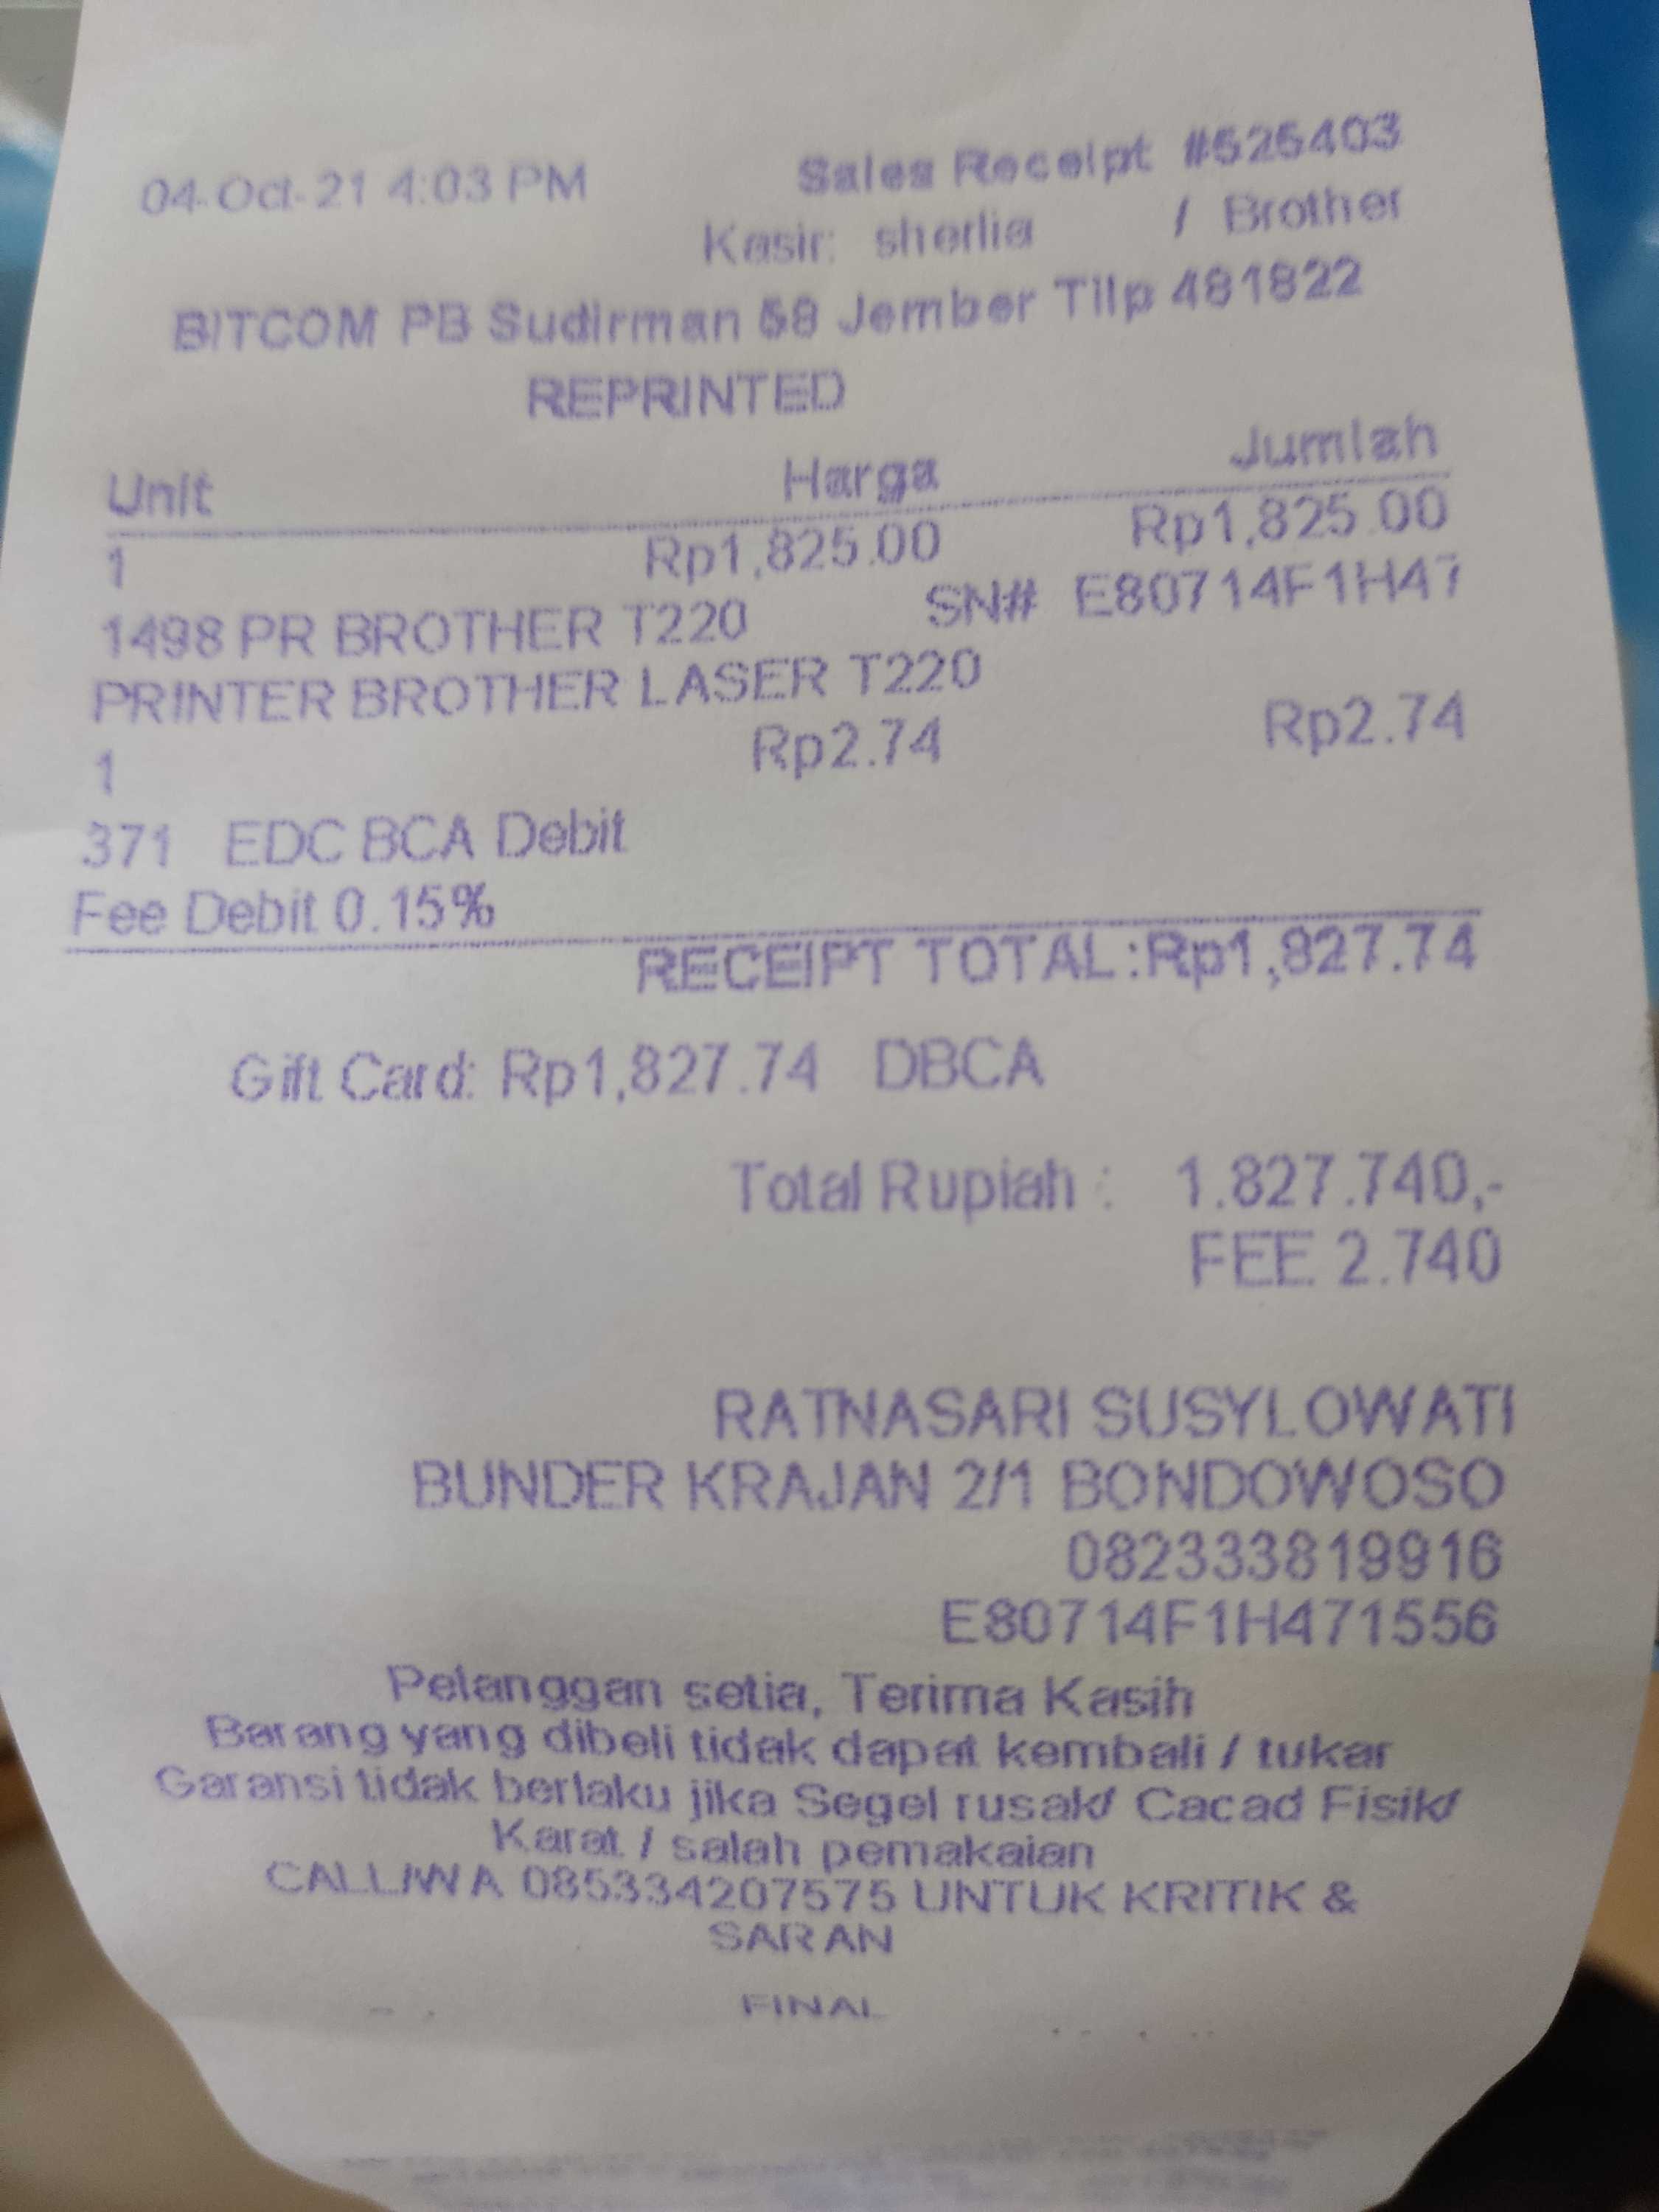 04-Oct-21 4:03 PM Sales Receipt #525403
Kasir: sherlia / Brother
BITCOM PB Sudirman 58 Jember Tilp 481822
REPRINTED
Unit Harga Jumlah
1 Rp1,825.00 Rp1,825.00
1498 PR BROTHER T220 SN# E80714F1H47
PRINTER BROTHER LASER T220
1 Rp2.74 Rp2.74
371 EDC BCA Debit
Fee Debit 0.15%
RECEIPT TOTAL:Rp1,827.74
Gift Card: Rp1,827.74 DBCA
Total Rupiah : 1.827.740,-
FEE 2.740
RATNASARI SUSYLOWATI
BUNDER KRAJAN 2/1 BONDOWOSO
082333819916
E80714F1H471556
Pelanggan setia, Terima Kasih
Barang yang dibeli tidak dapat kembali / tukar
Garansi tidak berlaku jika Segel rusak/ Cacad Fisik/
Karat / salah pemakaian
CALL/WA 085334207575 UNTUK KRITIK &
SARAN
FINAL